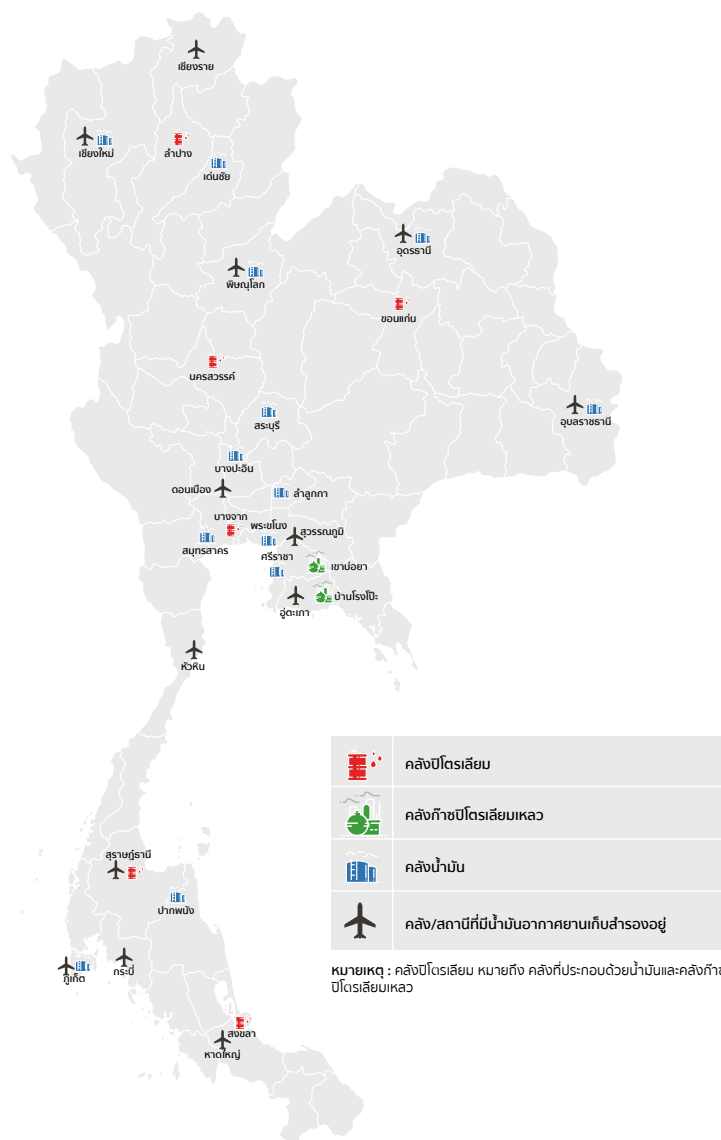 เชียงราย
เชียงใหม่
ลำปาง
เด่นชัย
อุดรธานี
พิษณุโลก
ขอนแก่น
นครสวรรค์
สระบุรี
อุบลราชธานี
บางปะอิน
ดอนเมือง
ลำลูกกา
บางจาก
พระขโนง
สุวรรณภูมิ
สมุทรสาคร
ศรีราชา
เขาบ่อยา
บ้านโรงโป๊ะ
อู่ตะเภา
หัวหิน
คลังปิโตรเลียม
คลังก๊าซปิโตรเลียมเหลว
คลังน้ำมัน
คลัง/สถานีที่มีน้ำมันอากาศยานเก็บสำรองอยู่
หมายเหตุ : คลังปิโตรเลียม หมายถึง คลังที่ประกอบด้วยน้ำมันและคลังก๊าซ
ปิโตรเลียมเหลว
สุราษฎ์ธานี
ปากพนัง
ภูเก็ต
กระบี่
สงขลา
หาดใหญ่